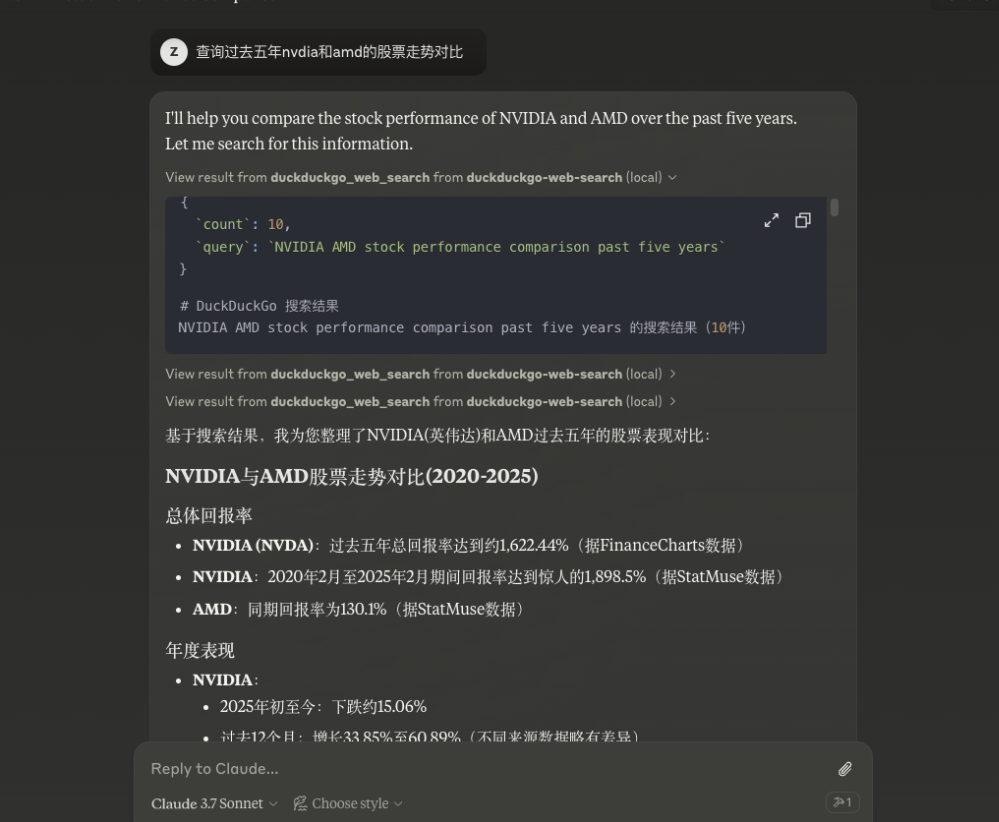 Z 查询过去五年nvdia和amd的股票走势对比
I'll help you compare the stock performance of NVIDIA and AMD over the past five years.
Let me search for this information.
View result from duckduckgo_web_search from duckduckgo-web-search (local)
{
`count`: 10,
`query`: `NVIDIA AMD stock performance comparison past five years`
}
# DuckDuckGo 搜索结果
NVIDIA AMD stock performance comparison past five years 的搜索结果 (10件)
View result from duckduckgo_web_search from duckduckgo-web-search (local)
View result from duckduckgo_web_search from duckduckgo-web-search (local)
基于搜索结果，我为您整理了NVIDIA(英伟达)和AMD过去五年的股票表现对比：
NVIDIA与AMD股票走势对比(2020-2025)
总体回报率
• NVIDIA (NVDA)：过去五年总回报率达到约1,622.44%（据FinanceCharts数据）
• NVIDIA：2020年2月至2025年2月期间回报率达到惊人的1,898.5%（据StatMuse数据）
• AMD：同期回报率为130.1%（据StatMuse数据）
年度表现
• NVIDIA：
• 2025年初至今：下跌约15.06%
• 过去12个月：增长33.85%至60.89%（不同来源数据略有差异）
Reply to Claude...
Claude 3.7 Sonnet Choose style 1